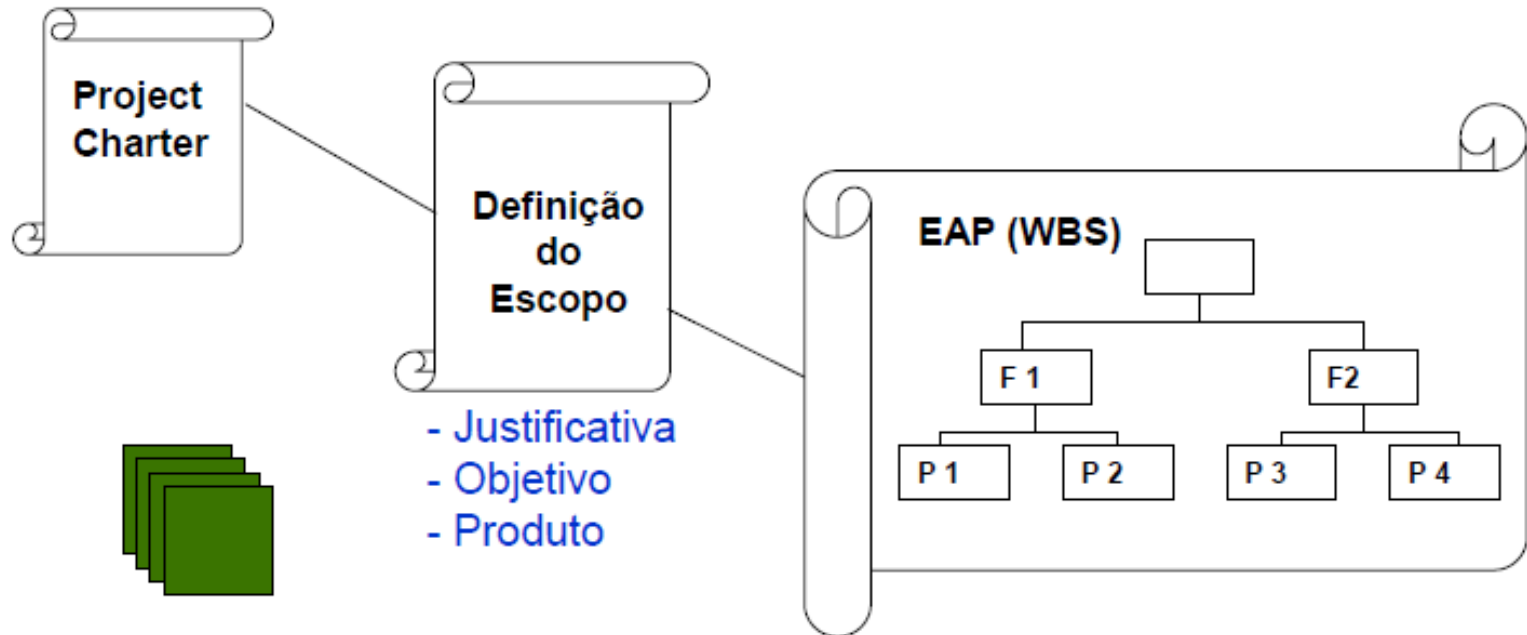 Project
Charter
Definição
do
Escopo
- Justificativa
- Objetivo
- Produto
EAP (WBS)
F 1
F2
P 1
P 2
P 3
P 4